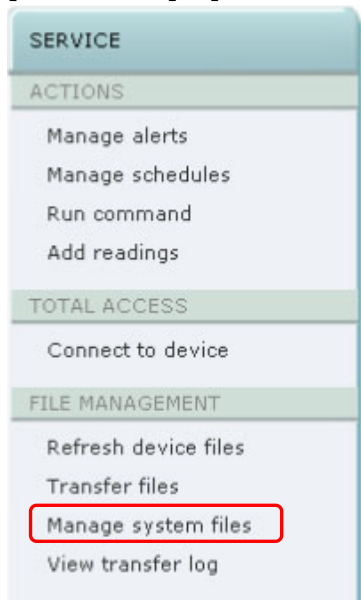 SERVICE
ACTIONS
Manage alerts
Manage schedules
Run command
Add readings
TOTAL ACCESS
Connect to device
FILE MANAGEMENT
Refresh device files
Transfer files
Manage system files
View transfer log